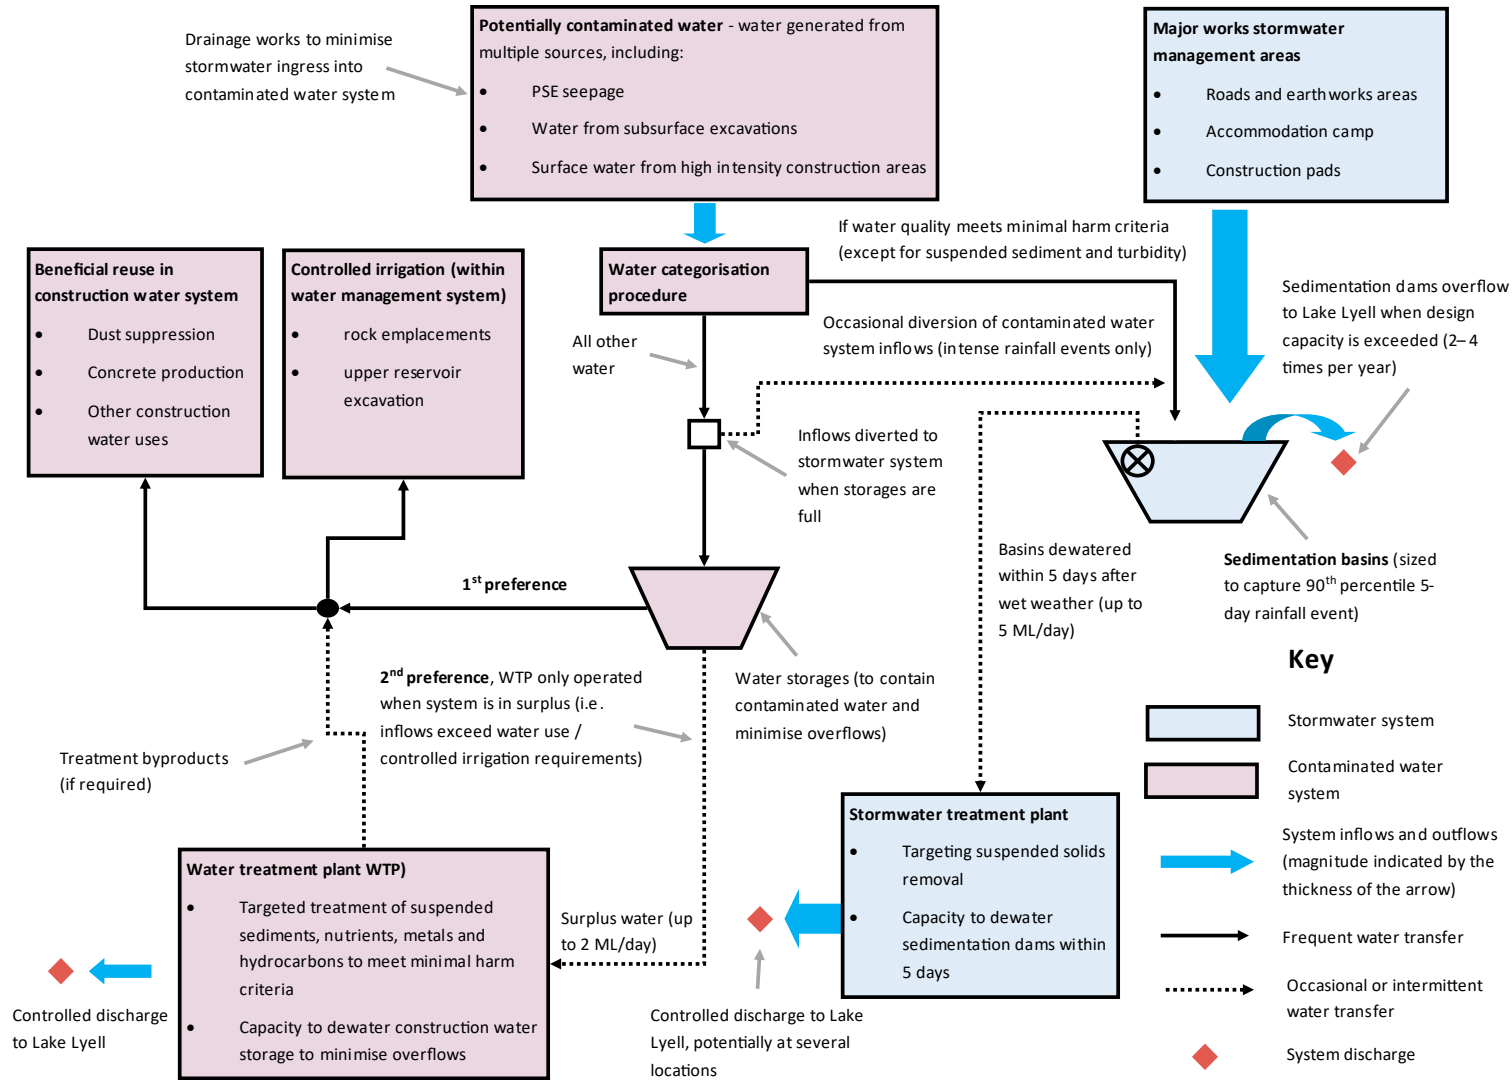 Drainage works to minimise
stormwater ingress into
contaminated water system
Potentially contaminated water - water generated from
multiple sources, including:
• PSE seepage
• Water from subsurface excavations
• Surface water from high intensity construction areas
Major works stormwater
management areas
• Roads and earthworks areas
• Accommodation camp
• Construction pads
Beneficial reuse in
construction water system
• Dust suppression
• Concrete production
• Other construction
water uses
Controlled irrigation (within
water management system)
• rock emplacements
• upper reservoir
excavation
Water categorisation
procedure
If water quality meets minimal harm criteria
(except for suspended sediment and turbidity)
Occasional diversion of contaminated water
system inflows (intense rainfall events only)
Sedimentation dams overflow
to Lake Lyell when design
capacity is exceeded (2–4
times per year)
All other
water
Inflows diverted to
stormwater system
when storages are
full
Basins dewatered
within 5 days after
wet weather (up to
5 ML/day)
Sedimentation basins (sized
to capture 90th percentile 5-
day rainfall event)
1st preference
2nd preference, WTP only operated
when system is in surplus (i.e.
inflows exceed water use /
controlled irrigation requirements)
Water storages (to contain
contaminated water and
minimise overflows)
Treatment byproducts
(if required)
Water treatment plant WTP)
• Targeted treatment of suspended
sediments, nutrients, metals and
hydrocarbons to meet minimal harm
criteria
• Capacity to dewater construction water
storage to minimise overflows
Surplus water (up
to 2 ML/day)
Controlled discharge
to Lake Lyell
Stormwater treatment plant
• Targeting suspended solids
removal
• Capacity to dewater
sedimentation dams within
5 days
Controlled discharge to Lake
Lyell, potentially at several
locations
Key
Stormwater system
Contaminated water
system
System inflows and outflows
(magnitude indicated by the
thickness of the arrow)
Frequent water transfer
Occasional or intermittent
water transfer
System discharge